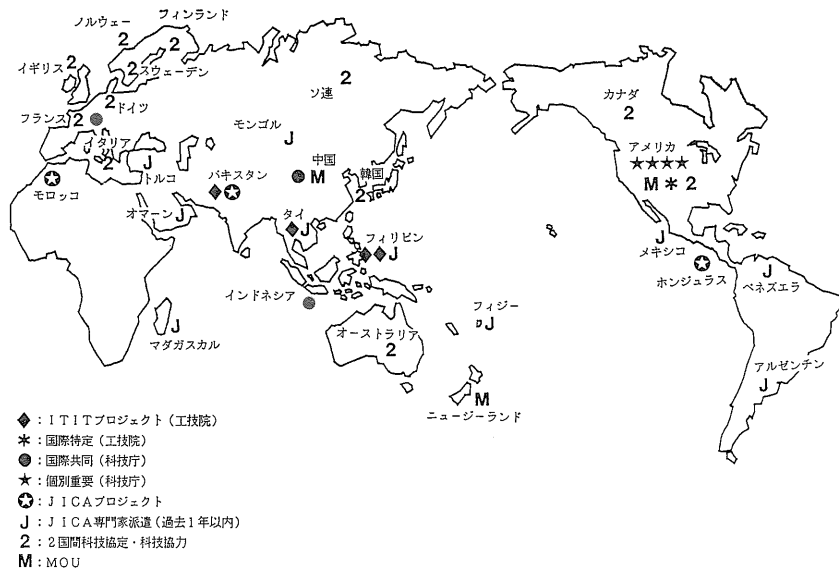 フィンランド
ノルウェー
2
2
イギリス 2
2 スウェーデン
ソ連 2
カナダ
2
フランス 2
2 ドイツ
モンゴル
J
イタリア
2
アメリカ
M * 2
中国
M
韓国
2
J
トルコ
パキスタン
モロッコ
オマーン J
タイ
J
フィリピン
J
J
メキシコ
ホンジュラス
J
ベネズエラ
インドネシア
フィジー
J
オーストラリア
2
J
マダガスカル
アルゼンチン
J
M
ニュージーランド
◆：ITITプロジェクト（工技院）
*：国際特定（工技院）
●：国際共同（科技庁）
★：個別重要（科技庁）
✪：JICAプロジェクト
J：JICA専門家派遣（過去1年以内）
2：2国間科技協定・科技協力
M：MOU